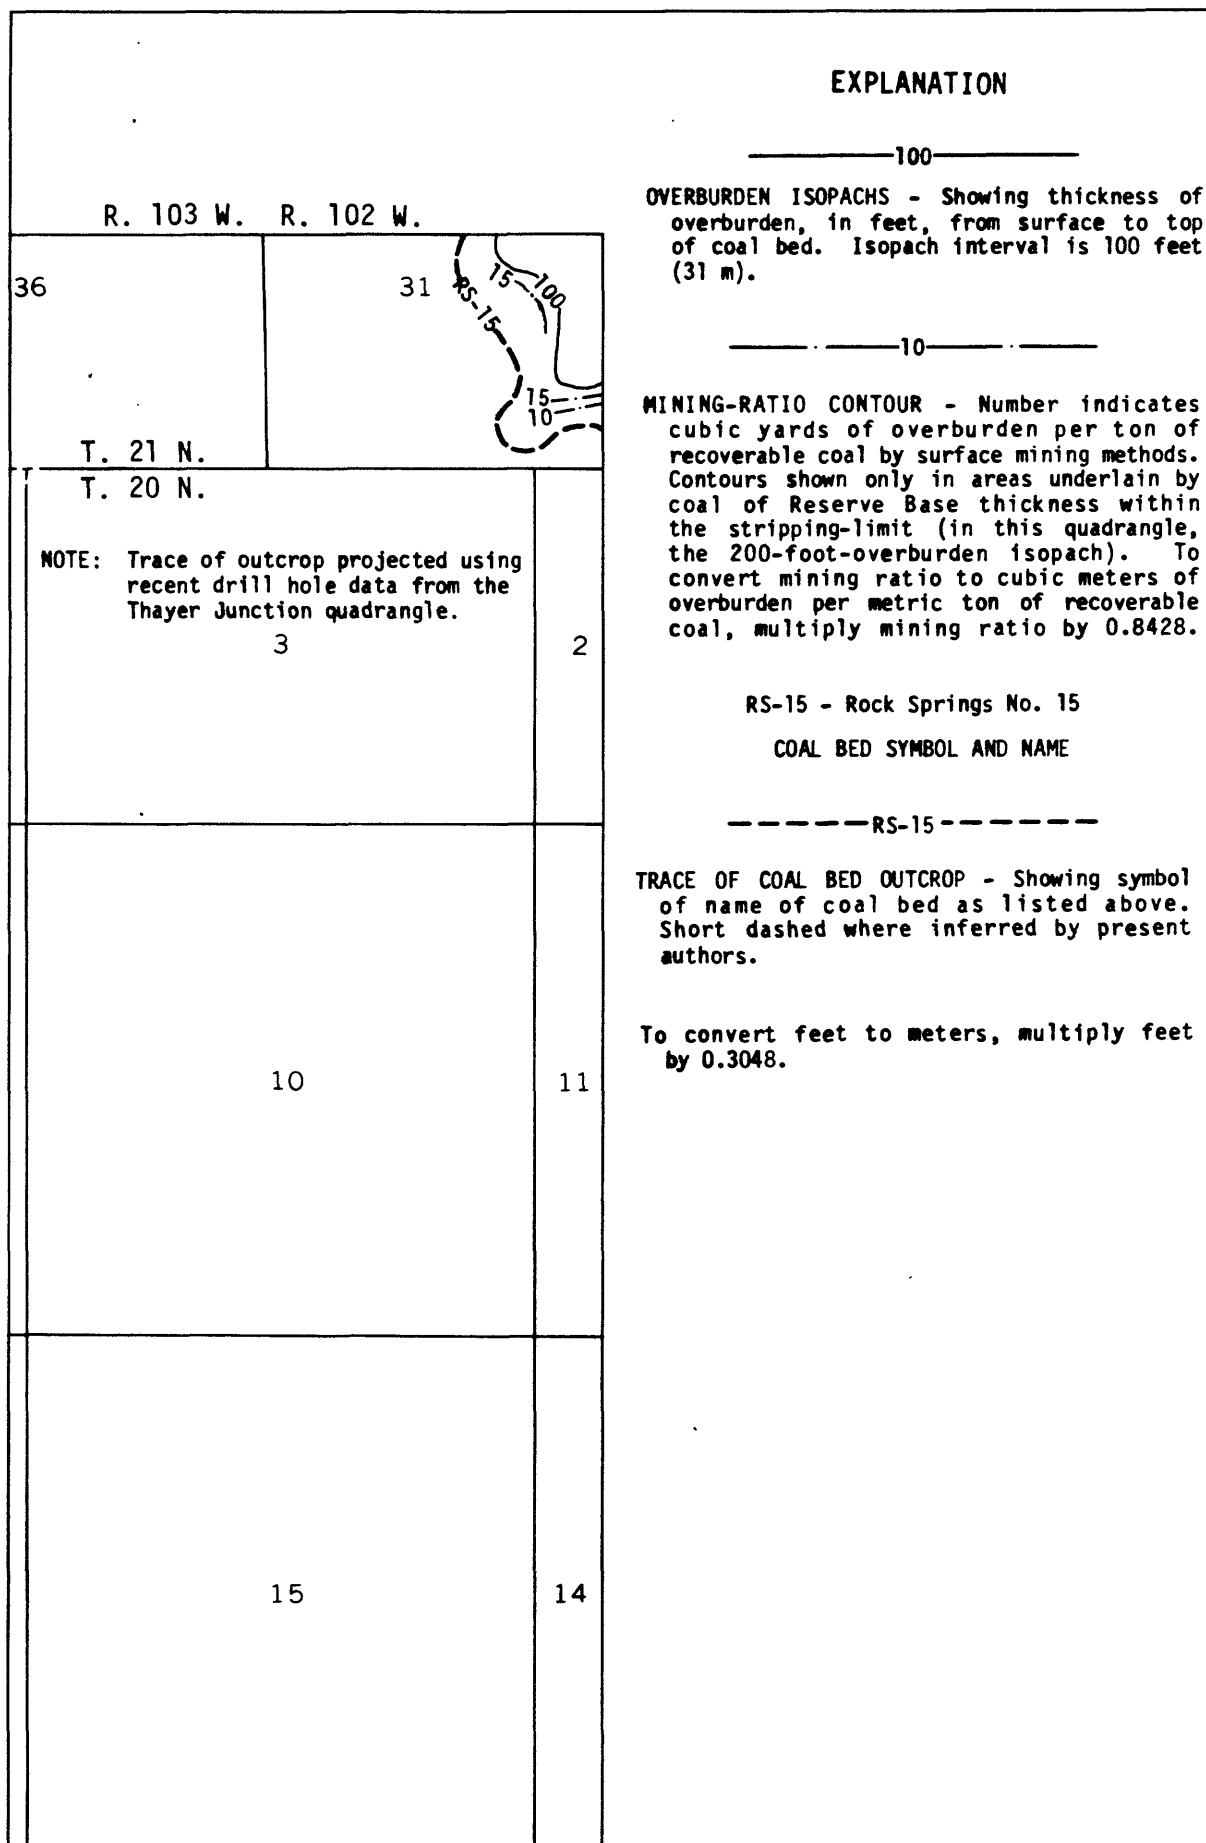 EXPLANATION
100
OVERBURDEN ISOPACHS - Showing thickness of
overburden, in feet, from surface to top
of coal bed. Isopach interval is 100 feet
(31 m).
10
MINING-RATIO CONTOUR - Number indicates
cubic yards of overburden per ton of
recoverable coal by surface mining methods.
Contours shown only in areas underlain by
coal of Reserve Base thickness within
the stripping-limit (in this quadrangle,
the 200-foot-overburden isopach). To
convert mining ratio to cubic meters of
overburden per metric ton of recoverable
coal, multiply mining ratio by 0.8428.
RS-15 - Rock Springs No. 15
COAL BED SYMBOL AND NAME
RS-15
TRACE OF COAL BED OUTCROP - Showing symbol
of name of coal bed as listed above.
Short dashed where inferred by present
authors.
To convert feet to meters, multiply feet
by 0.3048.
R. 103 W. R. 102 W.
36
31
RS-15
15
100
15
10
T. 21 N.
T. 20 N.
NOTE: Trace of outcrop projected using
recent drill hole data from the
Thayer Junction quadrangle.
3
2
10
11
15
14